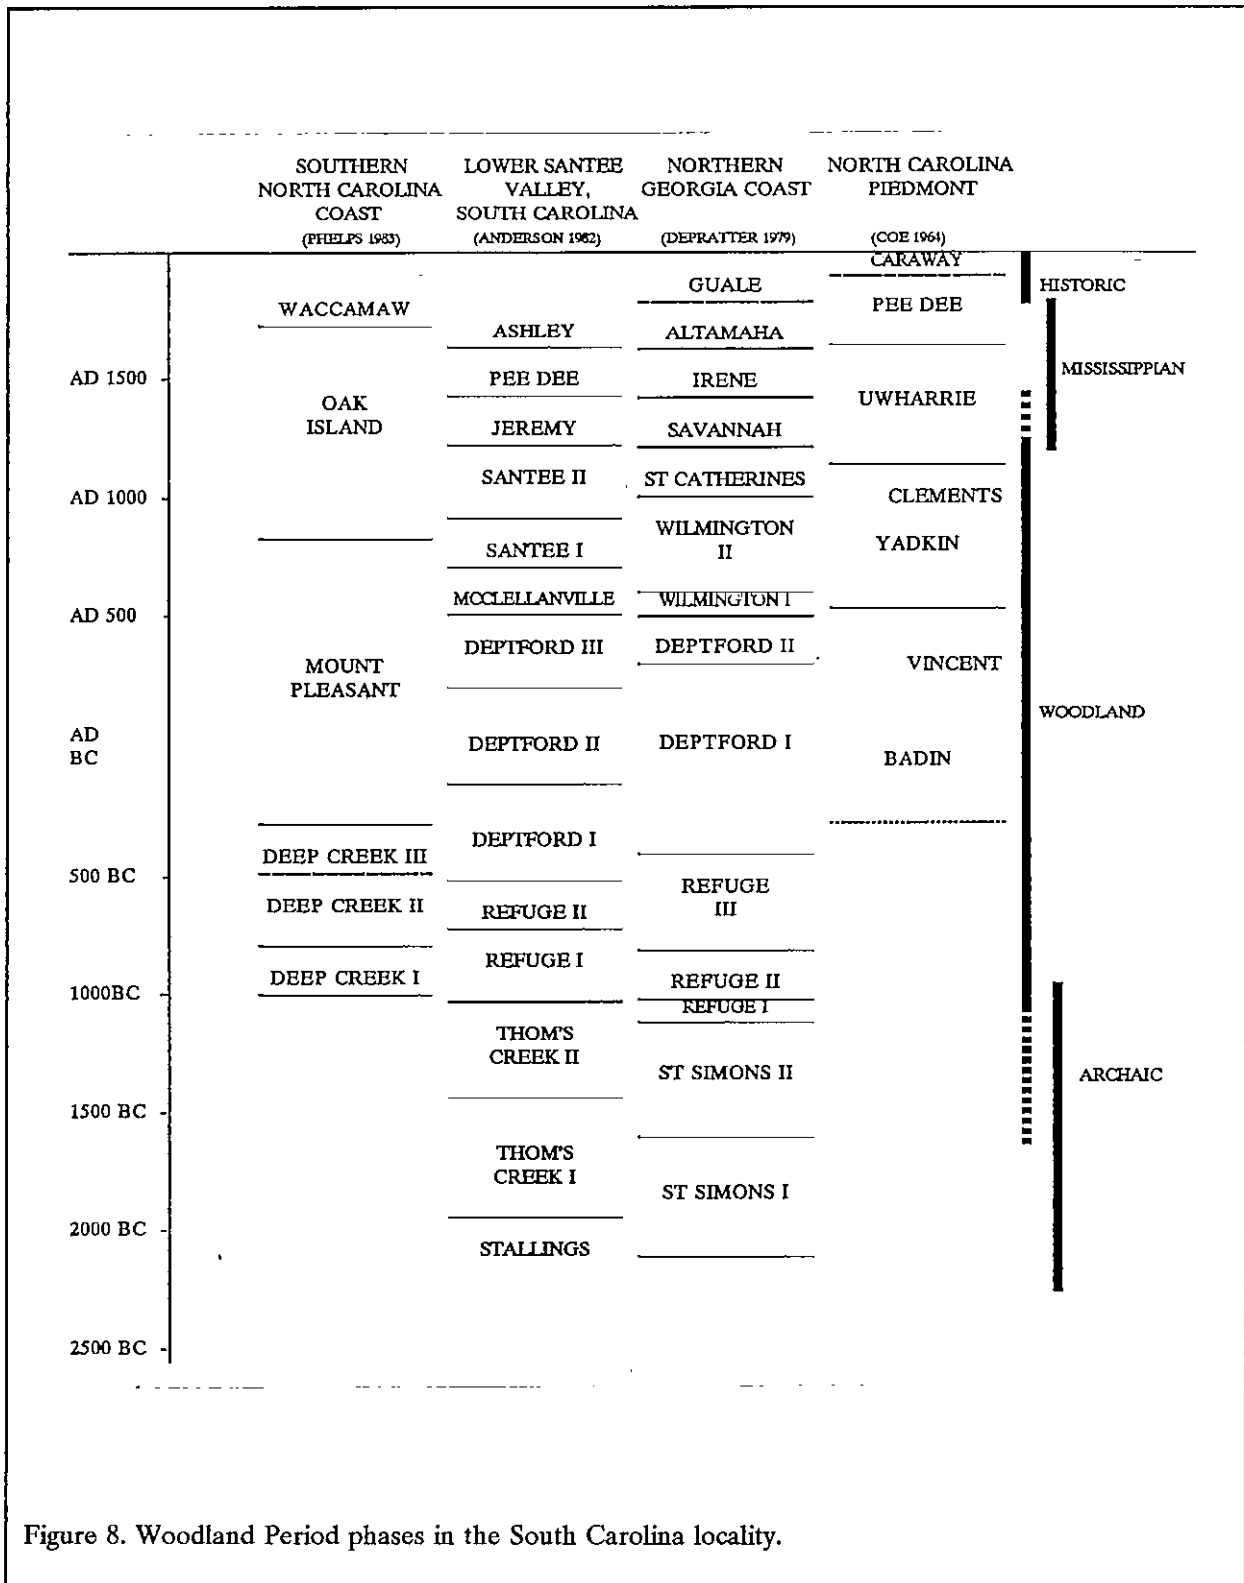 SOUTHERN
NORTH CAROLINA
COAST
(PHELPS 1983)
LOWER SANTEE
VALLEY,
SOUTH CAROLINA
(ANDERSON 1982)
NORTHERN
GEORGIA COAST
(DEPRATTER 1979)
NORTH CAROLINA
PIEDMONT
(COE 1964)
AD 1500
AD 1000
AD 500
AD
BC
500 BC
1000BC
1500 BC
2000 BC
2500 BC
WACCAMAW
OAK
ISLAND
MOUNT
PLEASANT
DEEP CREEK III
DEEP CREEK II
DEEP CREEK I
ASHLEY
PEE DEE
JEREMY
SANTEE II
SANTEE I
MCCLELLANVILLE
DEPTFORD III
DEPTFORD II
DEPTFORD I
REFUGE II
REFUGE I
THOM'S
CREEK II
THOM'S
CREEK I
STALLINGS
GUALE
ALTAMAHA
IRENE
SAVANNAH
ST CATHERINES
WILMINGTON
II
WILMINGTON I
DEPTFORD II
DEPTFORD I
REFUGE
III
REFUGE II
REFUGE I
ST SIMONS II
ST SIMONS I
CARAWAY
PEE DEE
UWHARRIE
CLEMENTS
YADKIN
VINCENT
BADIN
HISTORIC
MISSISSIPPIAN
WOODLAND
ARCHAIC
Figure 8. Woodland Period phases in the South Carolina locality.